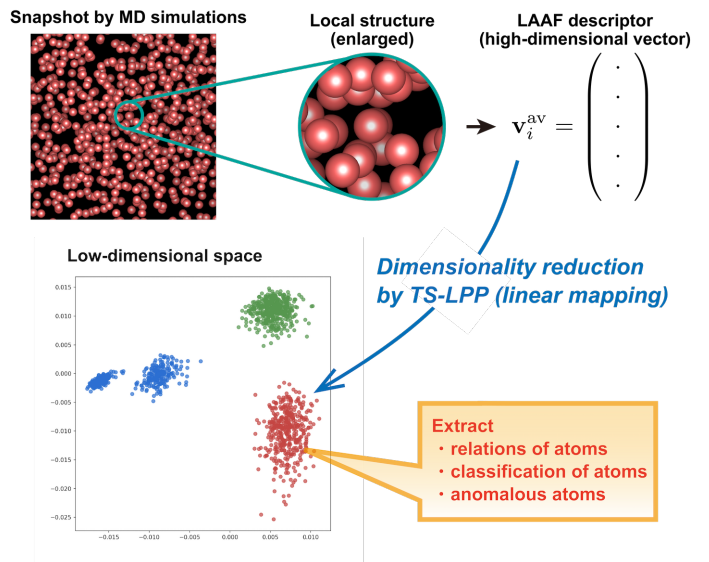 Snapshot by MD simulations
Local structure
(enlarged)
LAAF descriptor
(high-dimensional vector)
v_i^av = ( · · · · · )
Dimensionality reduction
by TS-LPP (linear mapping)
Low-dimensional space
0.015
0.010
0.005
0.000
−0.005
−0.010
−0.015
−0.020
−0.025
−0.015
−0.010
−0.005
0.000
0.005
0.010
Extract
・relations of atoms
・classification of atoms
・anomalous atoms